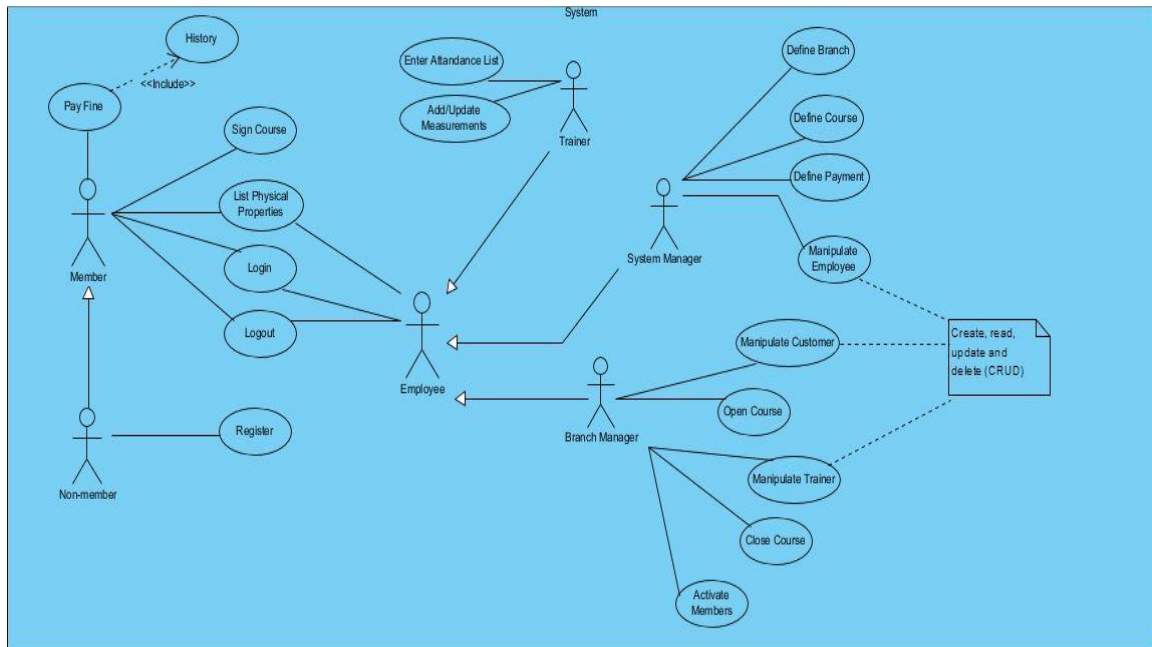 System
History
<<Include>>
Pay Fine
Sign Course
List Physical
Properties
Login
Logout
Member
Register
Non-member
Enter Attandance List
Add/Update
Measurements
Trainer
Employee
System Manager
Define Branch
Define Course
Define Payment
Manipulate
Employee
Branch Manager
Manipulate Customer
Open Course
Manipulate Trainer
Close Course
Activate
Members
Create, read,
update and
delete (CRUD)